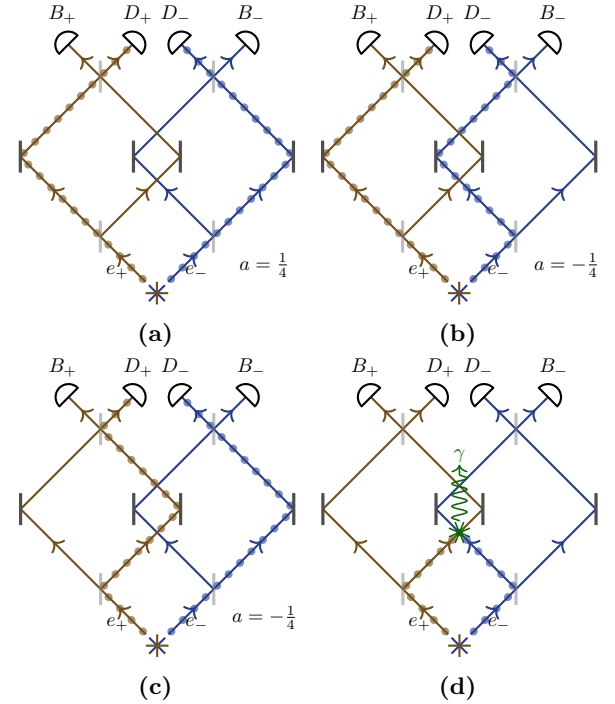 B₊ D₊ D₋ B₋ B₊ D₊ D₋ B₋
e₊ e₋ a = 1/4 e₊ e₋ a = −1/4
(a) (b)
B₊ D₊ D₋ B₋ B₊ D₊ D₋ B₋
γ
e₊ e₋ a = −1/4 e₊ e₋
(c) (d)